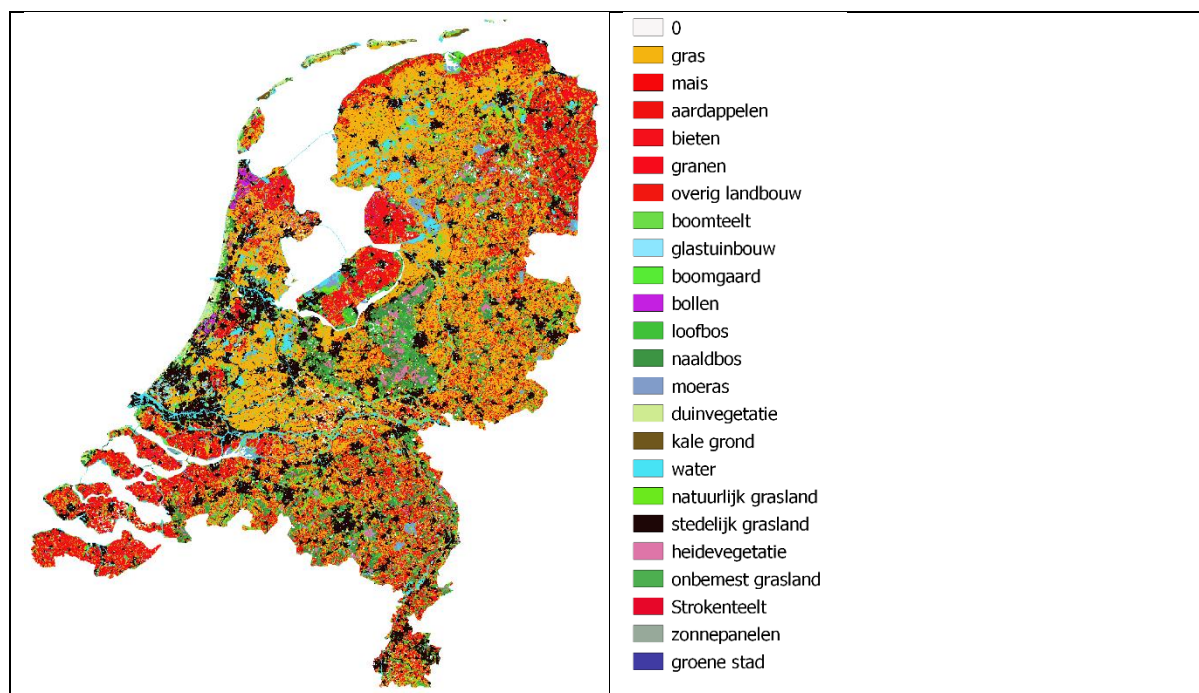 0
gras
mais
aardappelen
bieten
granen
overig landbouw
boomteelt
glastuinbouw
boomgaard
bollen
loofbos
naaldbos
moeras
duinvegetatie
kale grond
water
natuurlijk grasland
stedelijk grasland
heidevegetatie
onbemest grasland
Strokenteelt
zonnepanelen
groene stad